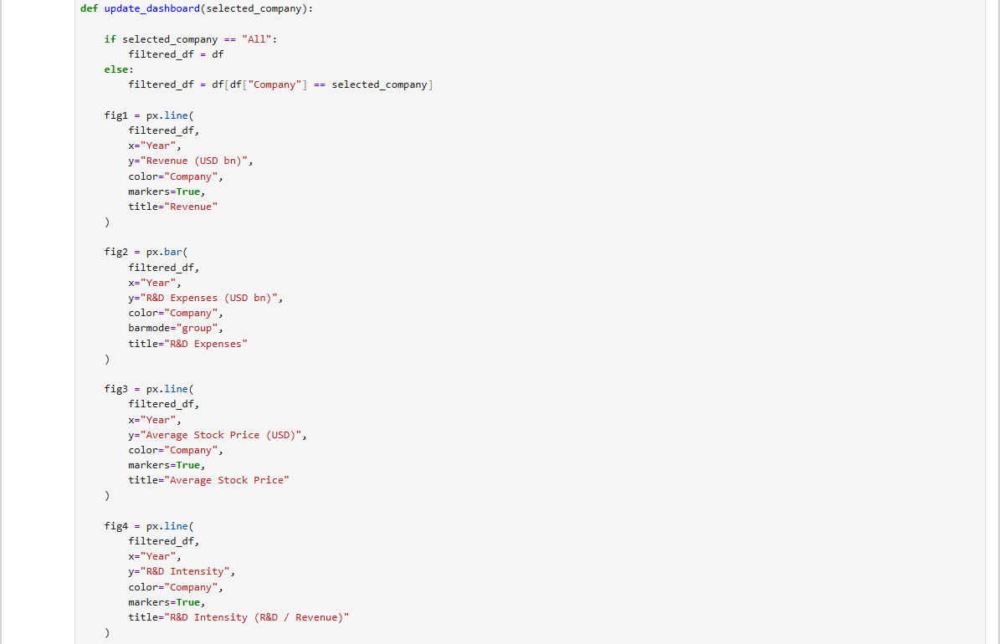 def update_dashboard(selected_company):
if selected_company == "All":
filtered_df = df
else:
filtered_df = df[df["Company"] == selected_company]
fig1 = px.line(
filtered_df,
x="Year",
y="Revenue (USD bn)",
color="Company",
markers=True,
title="Revenue"
)
fig2 = px.bar(
filtered_df,
x="Year",
y="R&D Expenses (USD bn)",
color="Company",
barmode="group",
title="R&D Expenses"
)
fig3 = px.line(
filtered_df,
x="Year",
y="Average Stock Price (USD)",
color="Company",
markers=True,
title="Average Stock Price"
)
fig4 = px.line(
filtered_df,
x="Year",
y="R&D Intensity",
color="Company",
markers=True,
title="R&D Intensity (R&D / Revenue)"
)